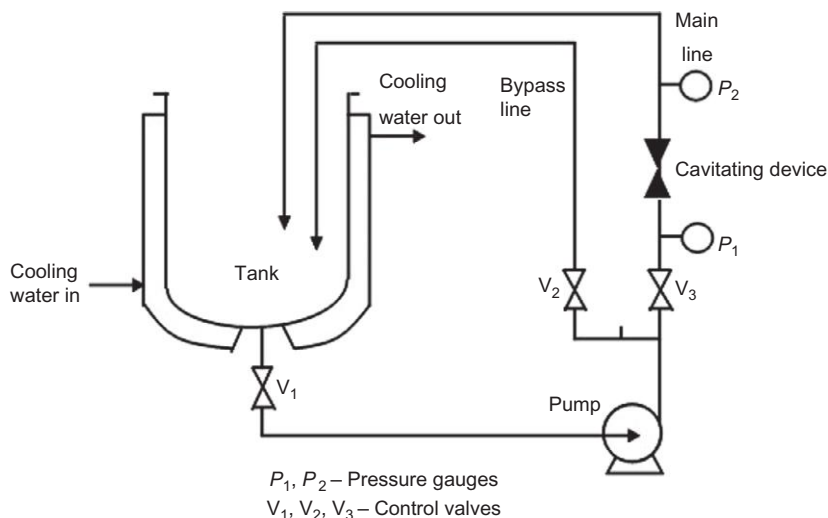 Main
line
P2
Cooling
water out
Bypass
line
Cavitating device
P1
Tank
Cooling
water in
V2
V3
V1
Pump
P1, P2 – Pressure gauges
V1, V2, V3 – Control valves